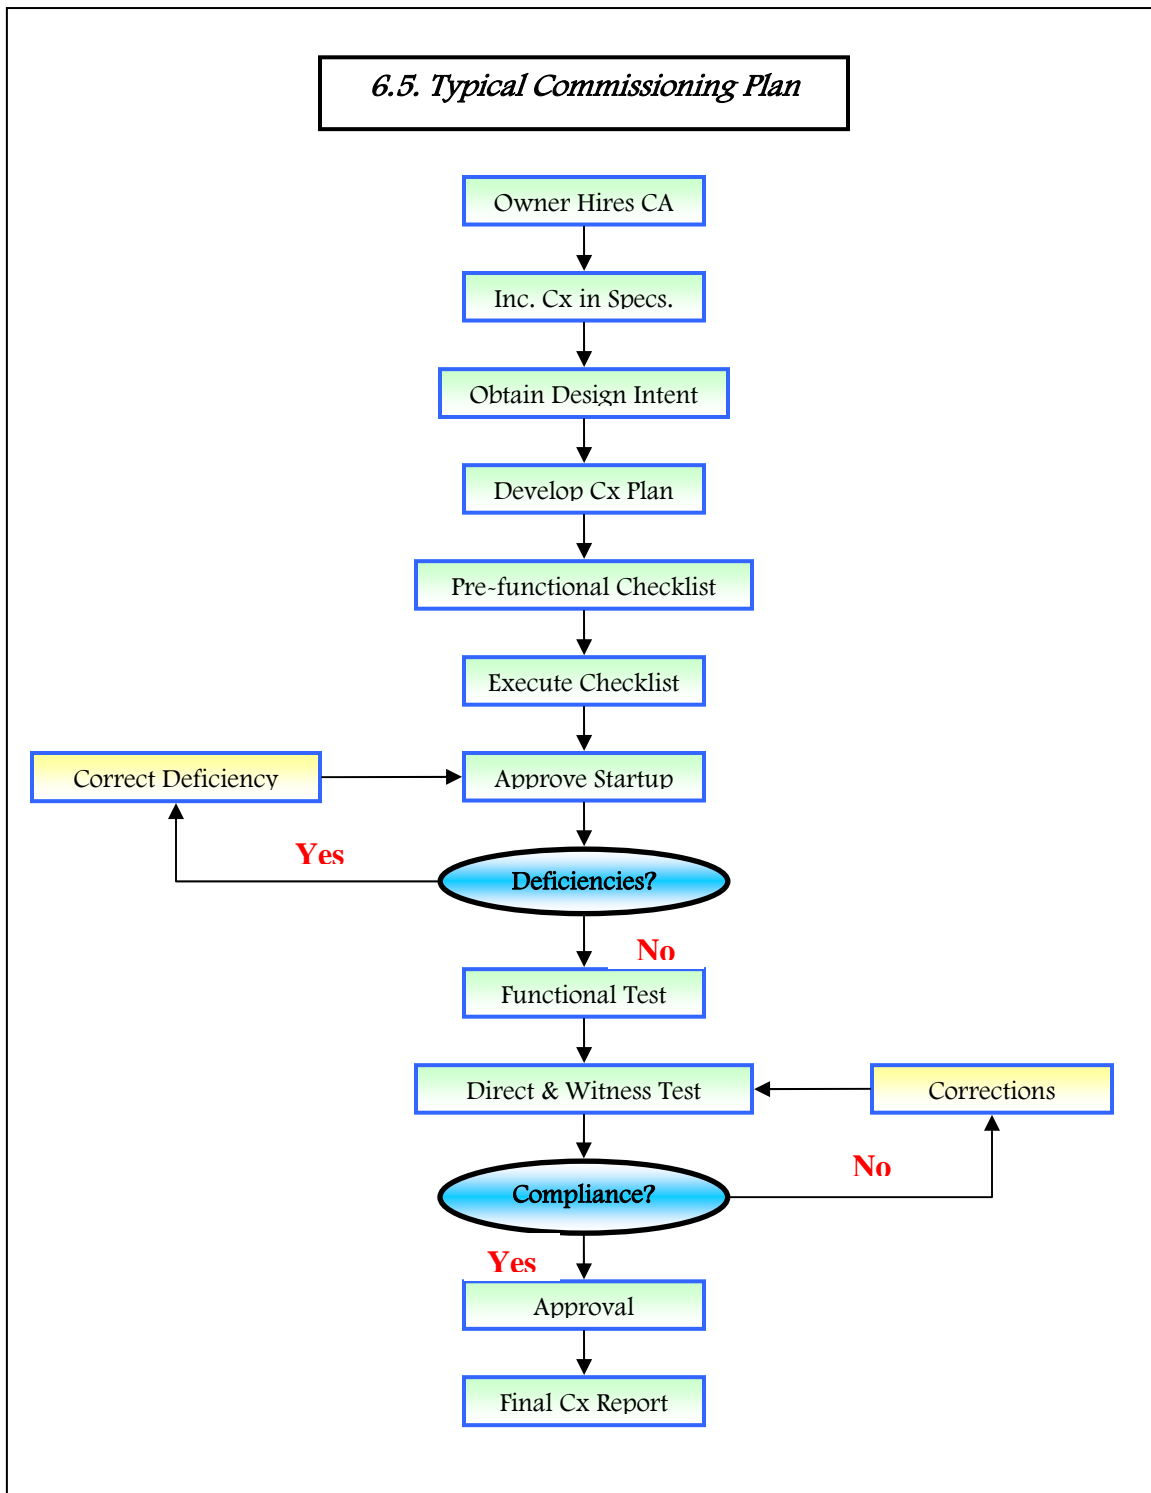 6.5. Typical Commissioning Plan
Owner Hires CA
Inc. Cx in Specs.
Obtain Design Intent
Develop Cx Plan
Pre-functional Checklist
Execute Checklist
Correct Deficiency
Approve Startup
Yes
Deficiencies?
No
Functional Test
Direct & Witness Test
Corrections
No
Compliance?
Yes
Approval
Final Cx Report